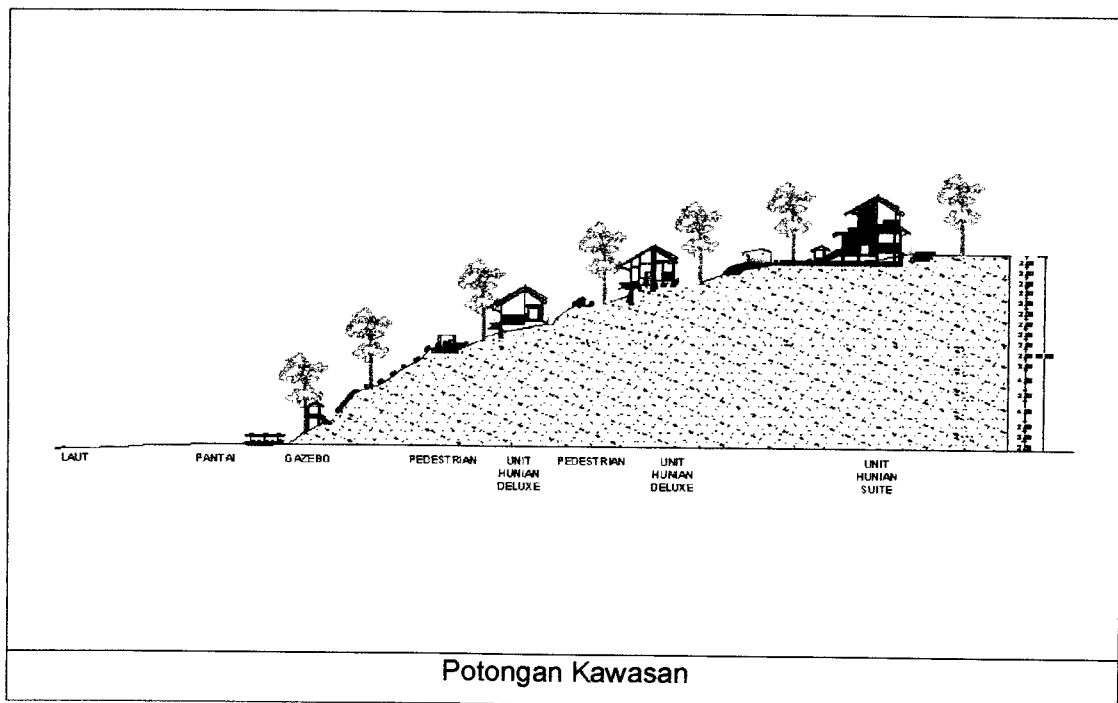 LAUT
PANTAI
GAZEBO
PEDESTRIAN
UNIT
HUNIAN
DELUXE
PEDESTRIAN
UNIT
HUNIAN
DELUXE
UNIT
HUNIAN
SUITE
Potongan Kawasan